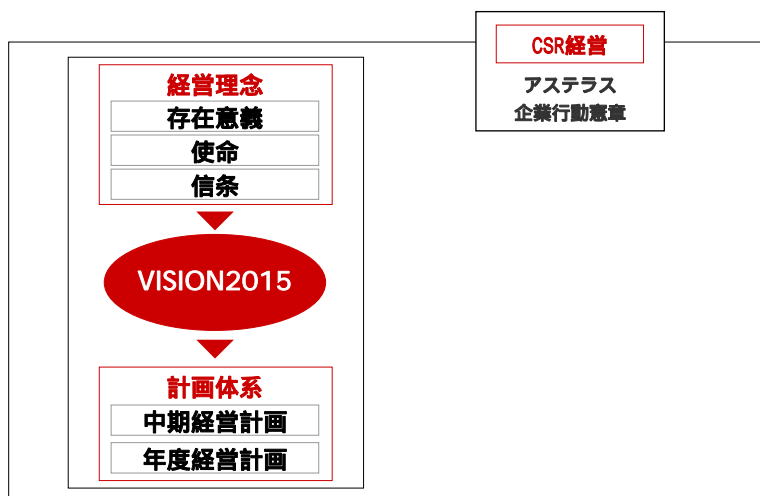 CSR経営
アステラス
企業行動憲章
経営理念
存在意義
使命
信条
VISION2015
計画体系
中期経営計画
年度経営計画